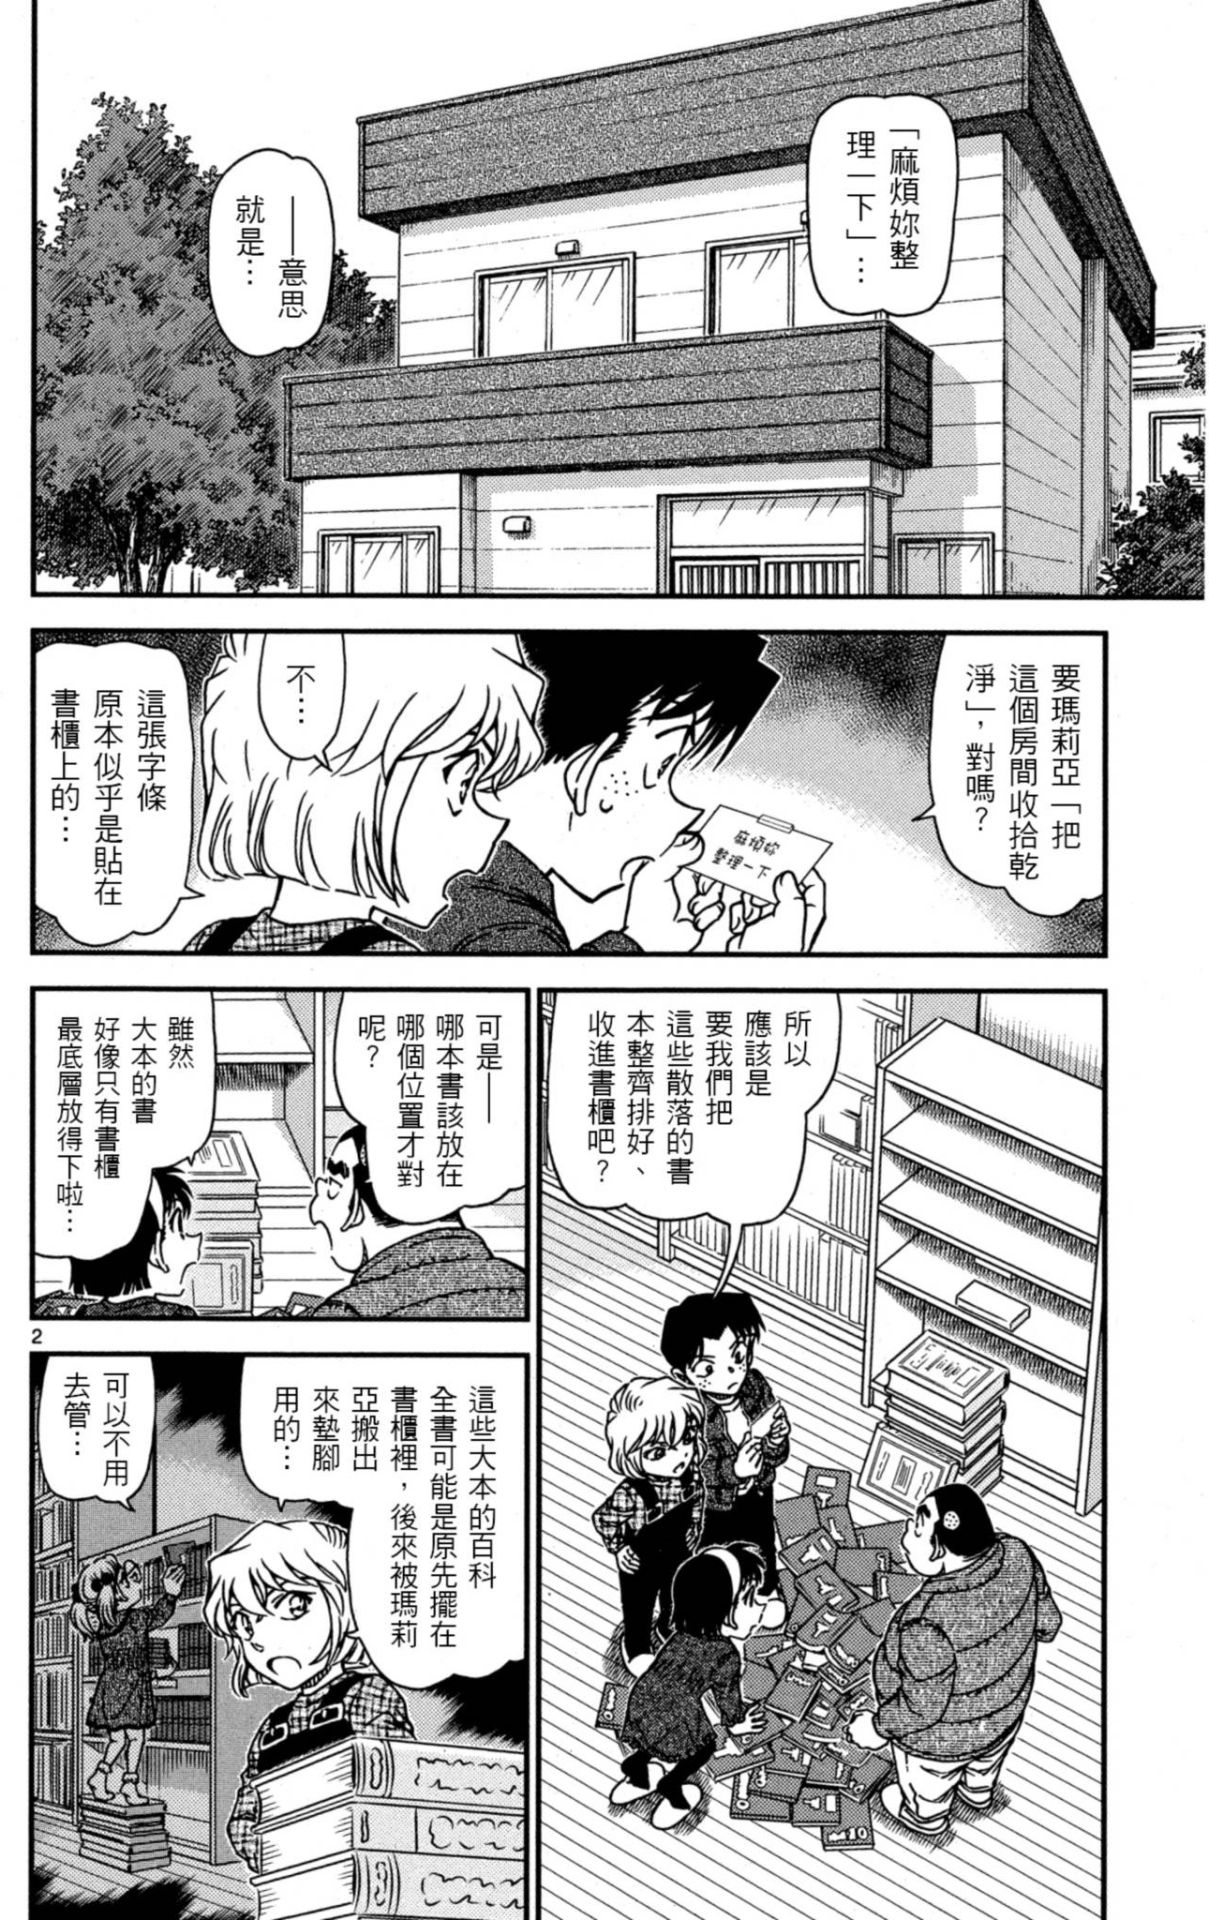 「麻煩妳整
理一下」…
——意思
就是…
要瑪莉亞「把
這個房間收拾乾
淨」，對嗎？
麻煩妳
整理一下
不…
這張字條
原本似乎是貼在
書櫃上的…
所以
應該是
要我們把
這些散落的書
本整齊排好、
收進書櫃吧？
可是——
哪本書該放在
哪個位置才對
呢？
雖然
大本的書
好像只有書櫃
最底層放得下啦…
2
10
這些大本的百科
全書可能是原先擺在
書櫃裡，後來被瑪莉
亞搬出
來墊腳
用的…
可以不用
去管…